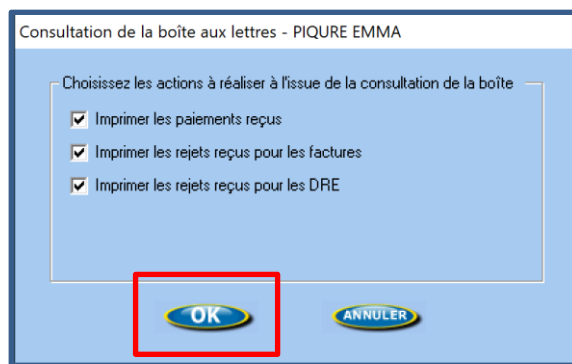 Consultation de la boîte aux lettres - PIQURE EMMA
Choisissez les actions à réaliser à l'issue de la consultation de la boîte
Imprimer les paiements reçus
Imprimer les rejets reçus pour les factures
Imprimer les rejets reçus pour les DRE
OK
ANNULER